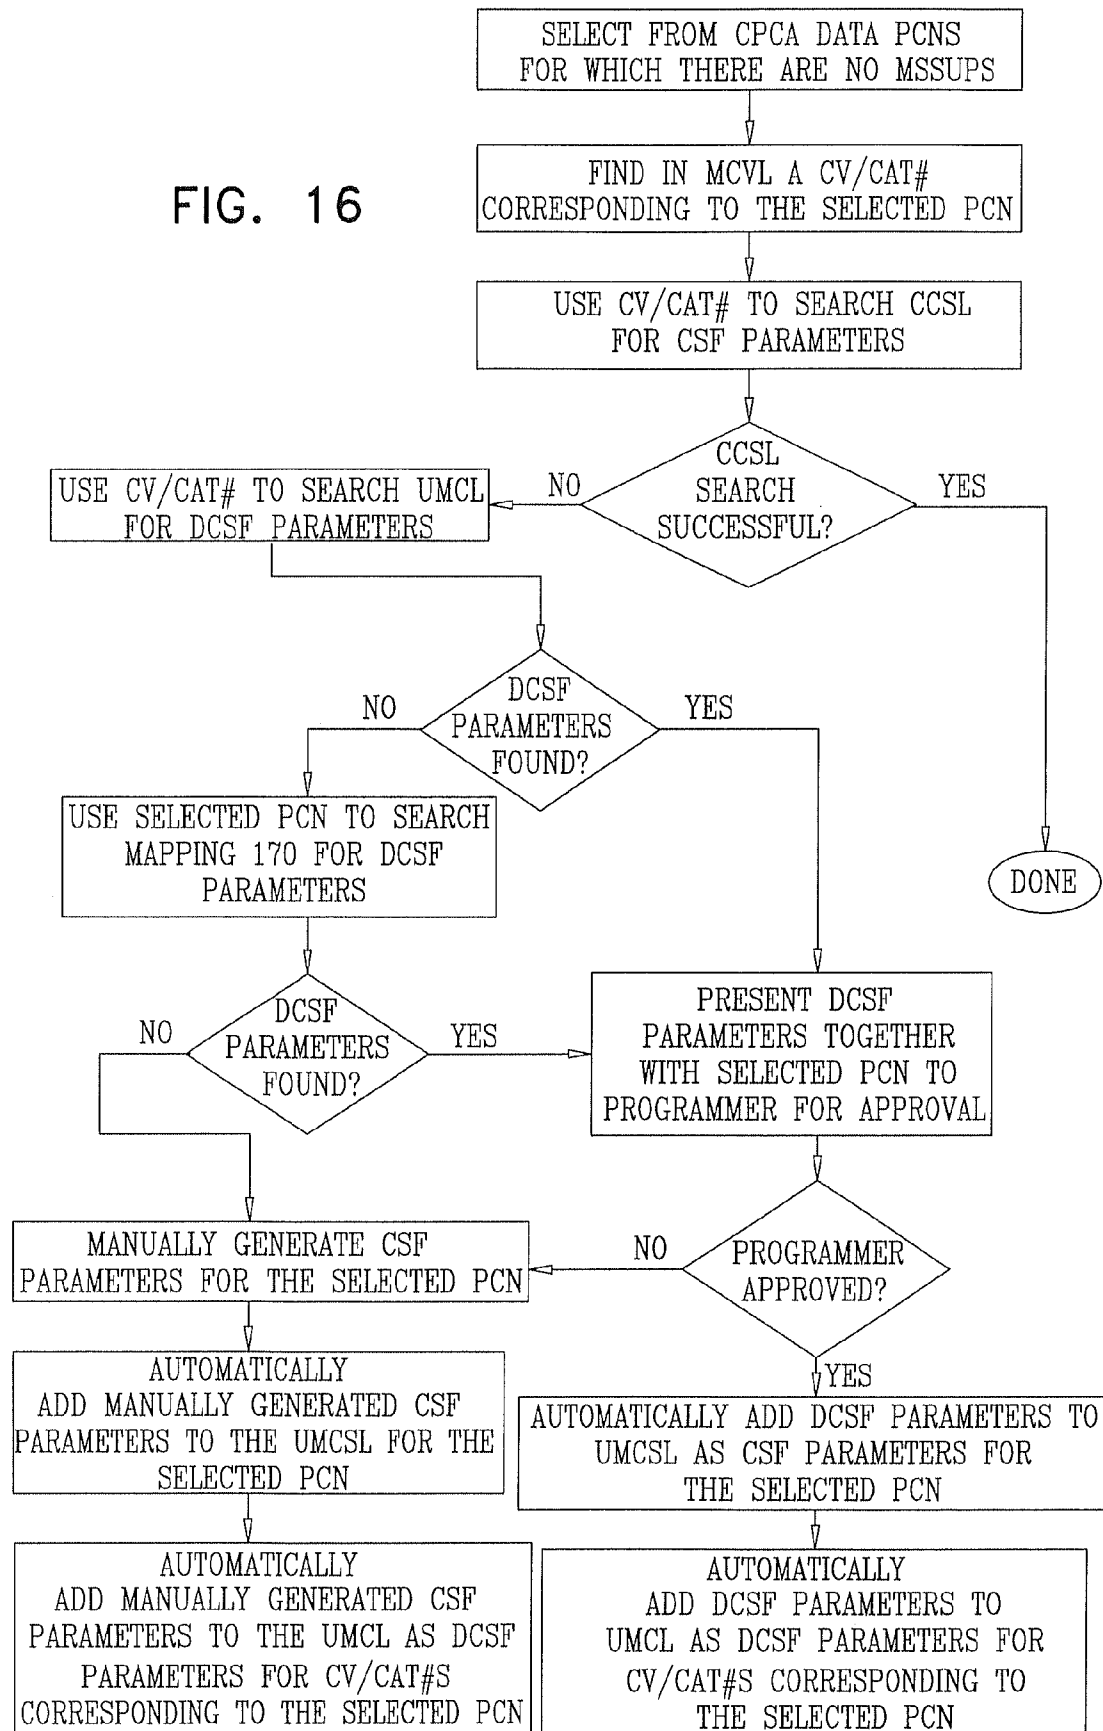 SELECT FROM CPCA DATA PCNS
FOR WHICH THERE ARE NO MSSUPS
FIG. 16
FIND IN MCVL A CV/CAT#
CORRESPONDING TO THE SELECTED PCN
USE CV/CAT# TO SEARCH CCSL
FOR CSF PARAMETERS
CCSL
SEARCH
SUCCESSFUL?
NO
YES
USE CV/CAT# TO SEARCH UMCL
FOR DCSF PARAMETERS
DCSF
PARAMETERS
FOUND?
NO
YES
USE SELECTED PCN TO SEARCH
MAPPING 170 FOR DCSF
PARAMETERS
DONE
DCSF
PARAMETERS
FOUND?
NO
YES
PRESENT DCSF
PARAMETERS TOGETHER
WITH SELECTED PCN TO
PROGRAMMER FOR APPROVAL
MANUALLY GENERATE CSF
PARAMETERS FOR THE SELECTED PCN
NO
PROGRAMMER
APPROVED?
YES
AUTOMATICALLY
ADD MANUALLY GENERATED CSF
PARAMETERS TO THE UMCSL FOR THE
SELECTED PCN
AUTOMATICALLY ADD DCSF PARAMETERS TO
UMCSL AS CSF PARAMETERS FOR
THE SELECTED PCN
AUTOMATICALLY
ADD MANUALLY GENERATED CSF
PARAMETERS TO THE UMCL AS DCSF
PARAMETERS FOR CV/CAT#S
CORRESPONDING TO THE SELECTED PCN
AUTOMATICALLY
ADD DCSF PARAMETERS TO
UMCL AS DCSF PARAMETERS FOR
CV/CAT#S CORRESPONDING TO
THE SELECTED PCN